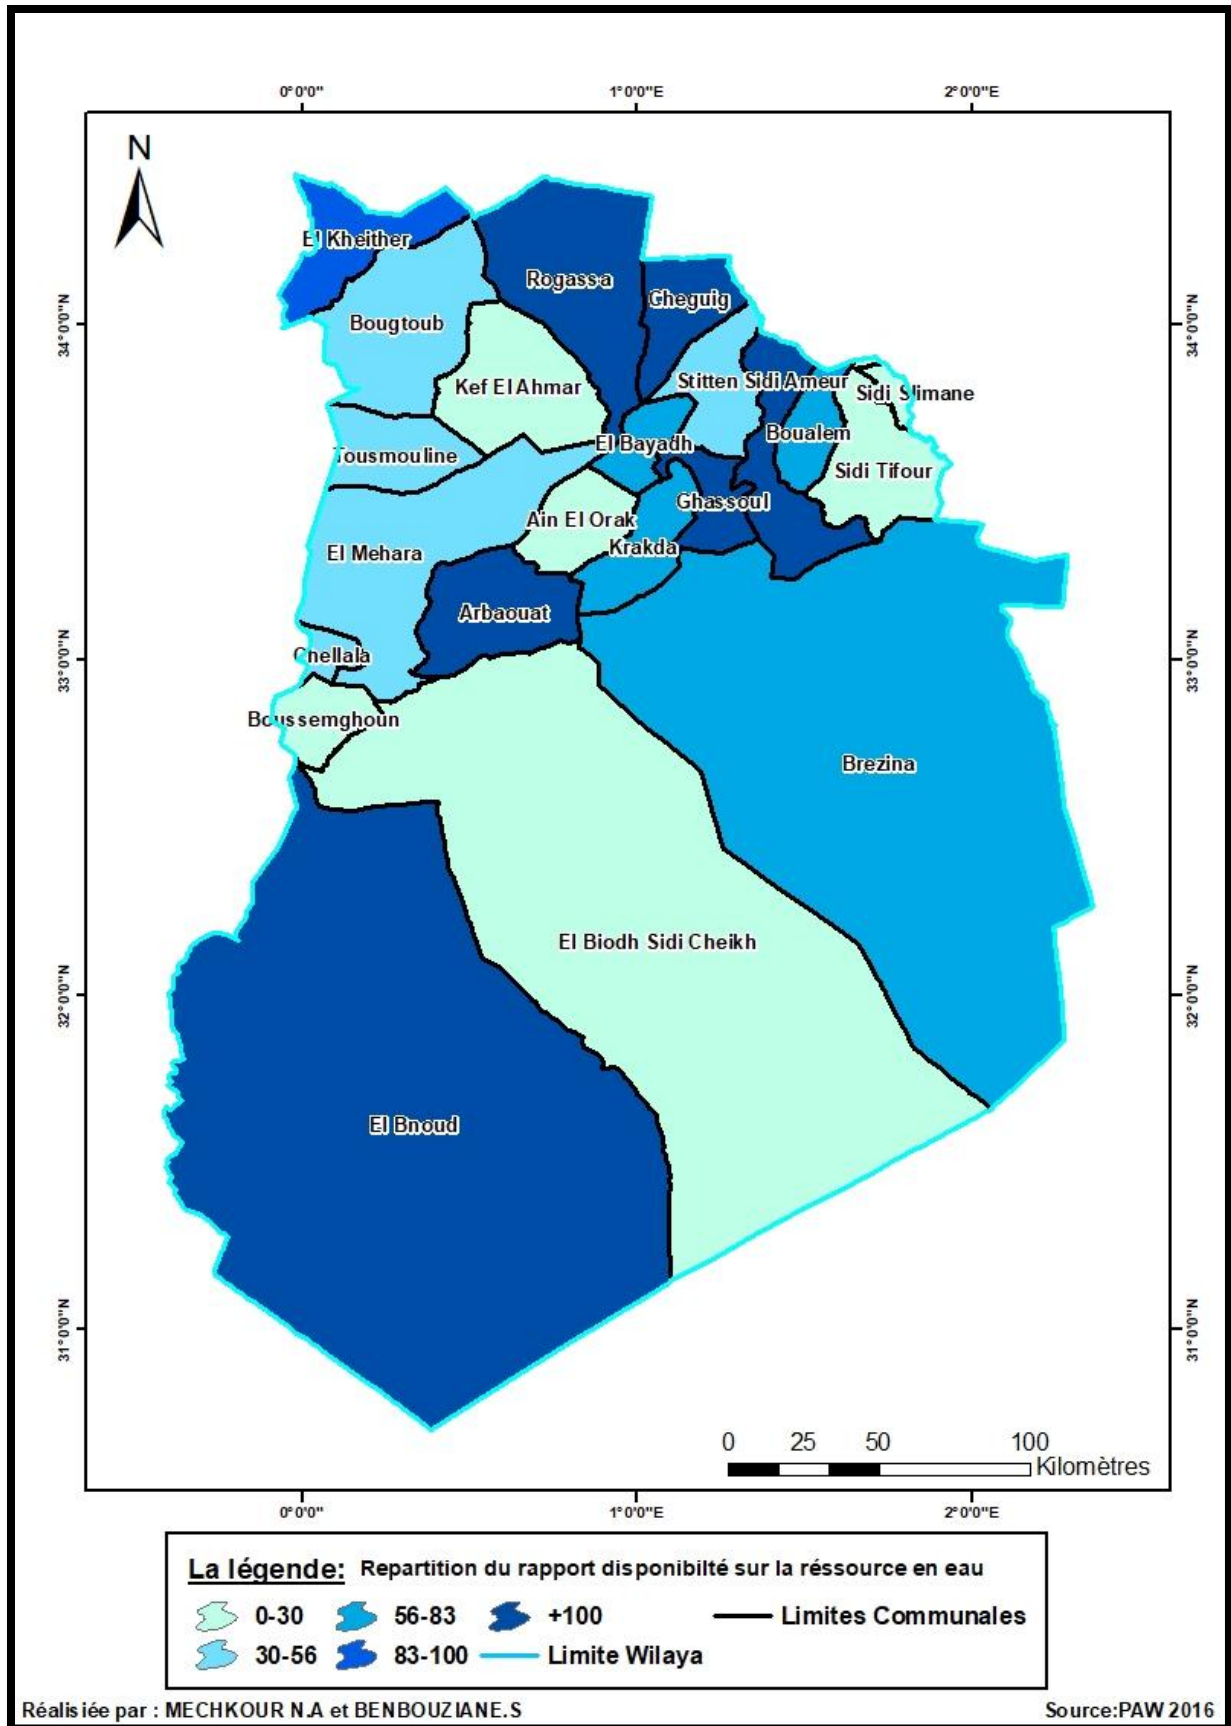 0°0'0" 1°0'0"E 2°0'0"E
N
El Kheither
Rogassa
Gheguig
34°0'0"N 34°0'0"N
Bougtoub
Kef El Ahmar
Stitten Sidi Ameur
Sidi Slimane
Boualem
El Bayadh
Tousmouline
Sidi Tifour
Ghassoul
Ain El Orak
Krakda
El Mehara
Arbaouat
Chellala
33°0'0"N 33°0'0"N
Boussemghoun
Brezina
El Biodh Sidi Cheikh
32°0'0"N 32°0'0"N
El Bnoud
31°0'0"N 31°0'0"N
0 25 50 100
Kilomètres
0°0'0" 1°0'0"E 2°0'0"E
La légende: Repartition du rapport disponibilté sur la réssource en eau
0-30 56-83 +100 Limites Communales
30-56 83-100 Limite Wilaya
Réalisiée par : MECHKOUR N.A et BENBOUZIANE.S Source:PAW 2016